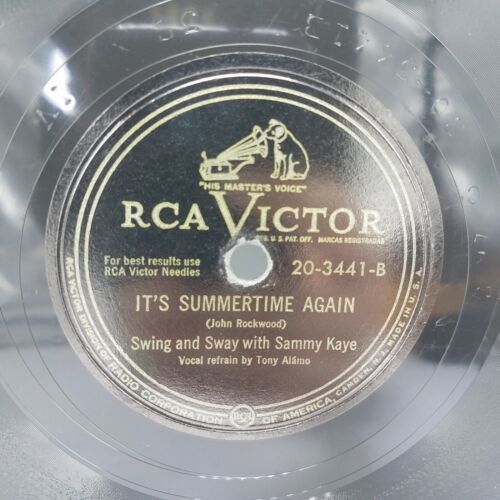 "HIS MASTER'S VOICE"
RCA VICTOR
REG. U. S. PAT. OFF. MARCAS REGISTRADAS
For best results use
RCA Victor Needles
20-3441-B
IT'S SUMMERTIME AGAIN
(John Rockwood)
Swing and Sway with Sammy Kaye
Vocal refrain by Tony Alámo
RCA VICTOR DIVISION OF RADIO CORPORATION OF AMERICA, CAMDEN, N. J. MADE IN U. S. A.
RCA